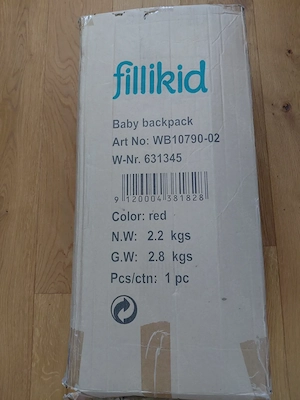 fillikid
Baby backpack
Art No: WB10790-02
W-Nr. 631345
9 120004 381828
Color: red
N.W: 2.2 kgs
G.W: 2.8 kgs
Pcs/ctn: 1 pc